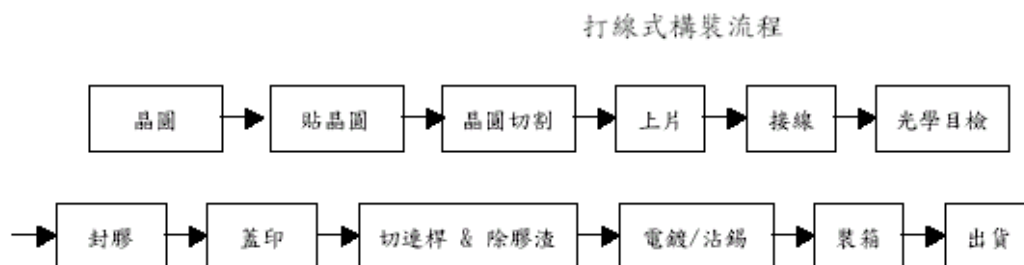 打線式構裝流程
晶圓 貼晶圓 晶圓切割 上片 接線 光學目檢
封膠 蓋印 切連桿 & 除膠渣 電鍍/沾錫 裝箱 出貨